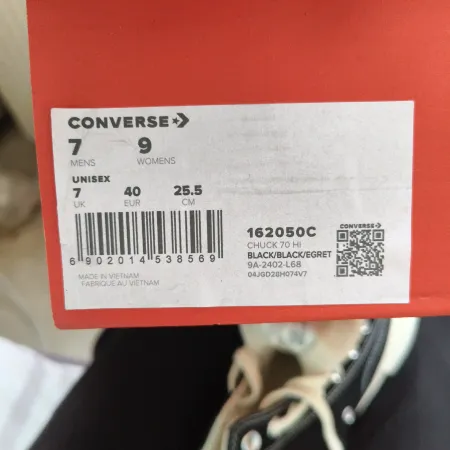 CONVERSE
7 9
MENS WOMENS
UNISEX
7 40 25.5
UK EUR CM
6 902014 538569
MADE IN VIETNAM
FABRIQUE AU VIETNAM
CONVERSE
162050C
CHUCK 70 HI
BLACK/BLACK/EGRET
9A-2402-L68
04JGD28H074V7